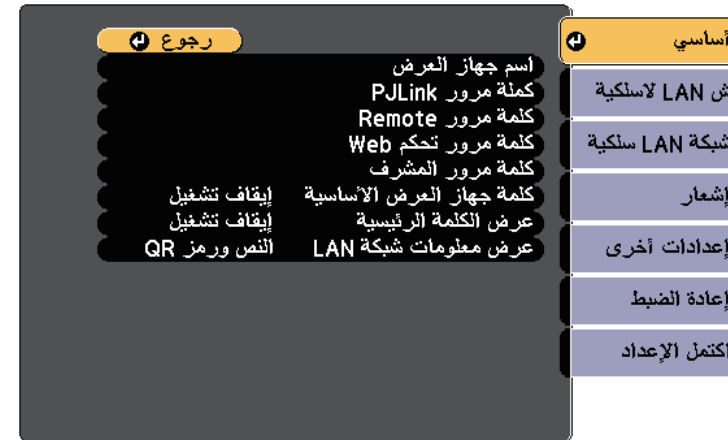 أساسي
ش LAN لاسلكية
شبكة LAN سلكية
إشعار
إعدادات أخرى
إعادة الضبط
إكتمل الإعداد
رجوع
اسم جهاز العرض
كملة مرور PJLink
كلمة مرور Remote
كلمة مرور تحكم Web
كلمة مرور المشرف
كلمة جهاز العرض الأساسية إيقاف تشغيل
عرض الكلمة الرئيسية إيقاف تشغيل
عرض معلومات شبكة LAN النص ورمز QR